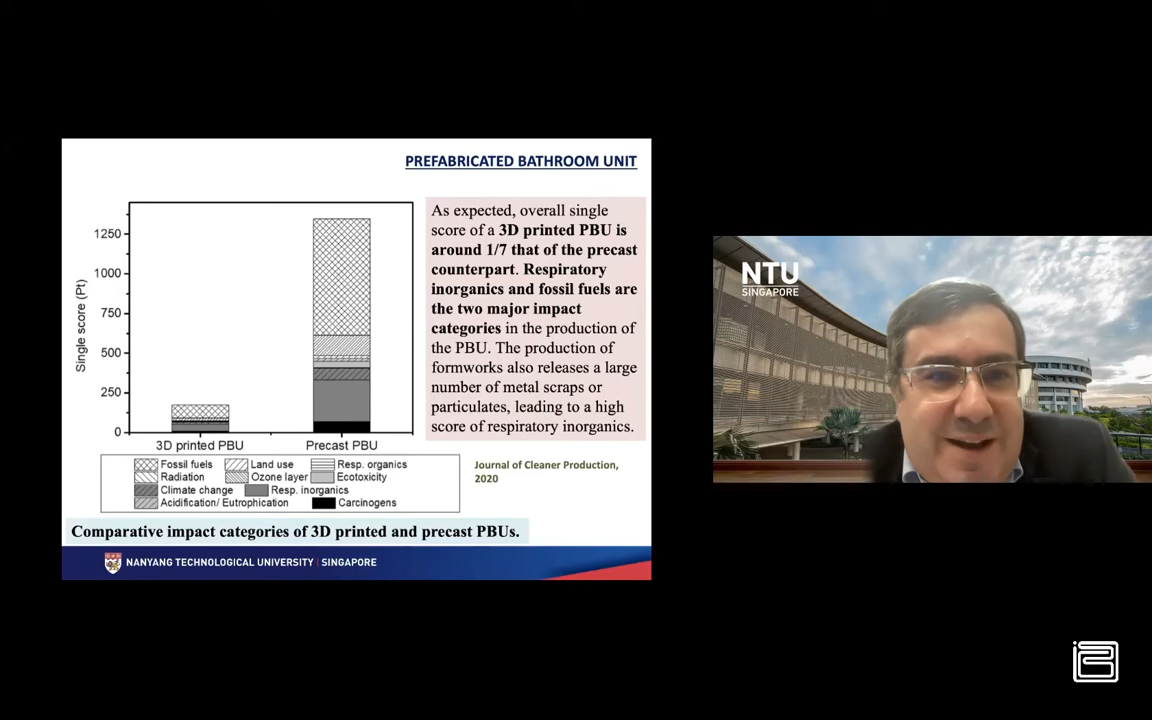 PREFABRICATED BATHROOM UNIT
Single score (Pt)
1250
1000
750
500
250
0
3D printed PBU
Precast PBU
Fossil fuels
Land use
Resp. organics
Radiation
Ozone layer
Ecotoxicity
Climate change
Resp. inorganics
Acidification/ Eutrophication
Carcinogens
As expected, overall single
score of a 3D printed PBU is
around 1/7 that of the precast
counterpart. Respiratory
inorganics and fossil fuels are
the two major impact
categories in the production of
the PBU. The production of
formworks also releases a large
number of metal scraps or
particulates, leading to a high
score of respiratory inorganics.
Journal of Cleaner Production,
2020
Comparative impact categories of 3D printed and precast PBUs.
NANYANG TECHNOLOGICAL UNIVERSITY | SINGAPORE
NTU
SINGAPORE